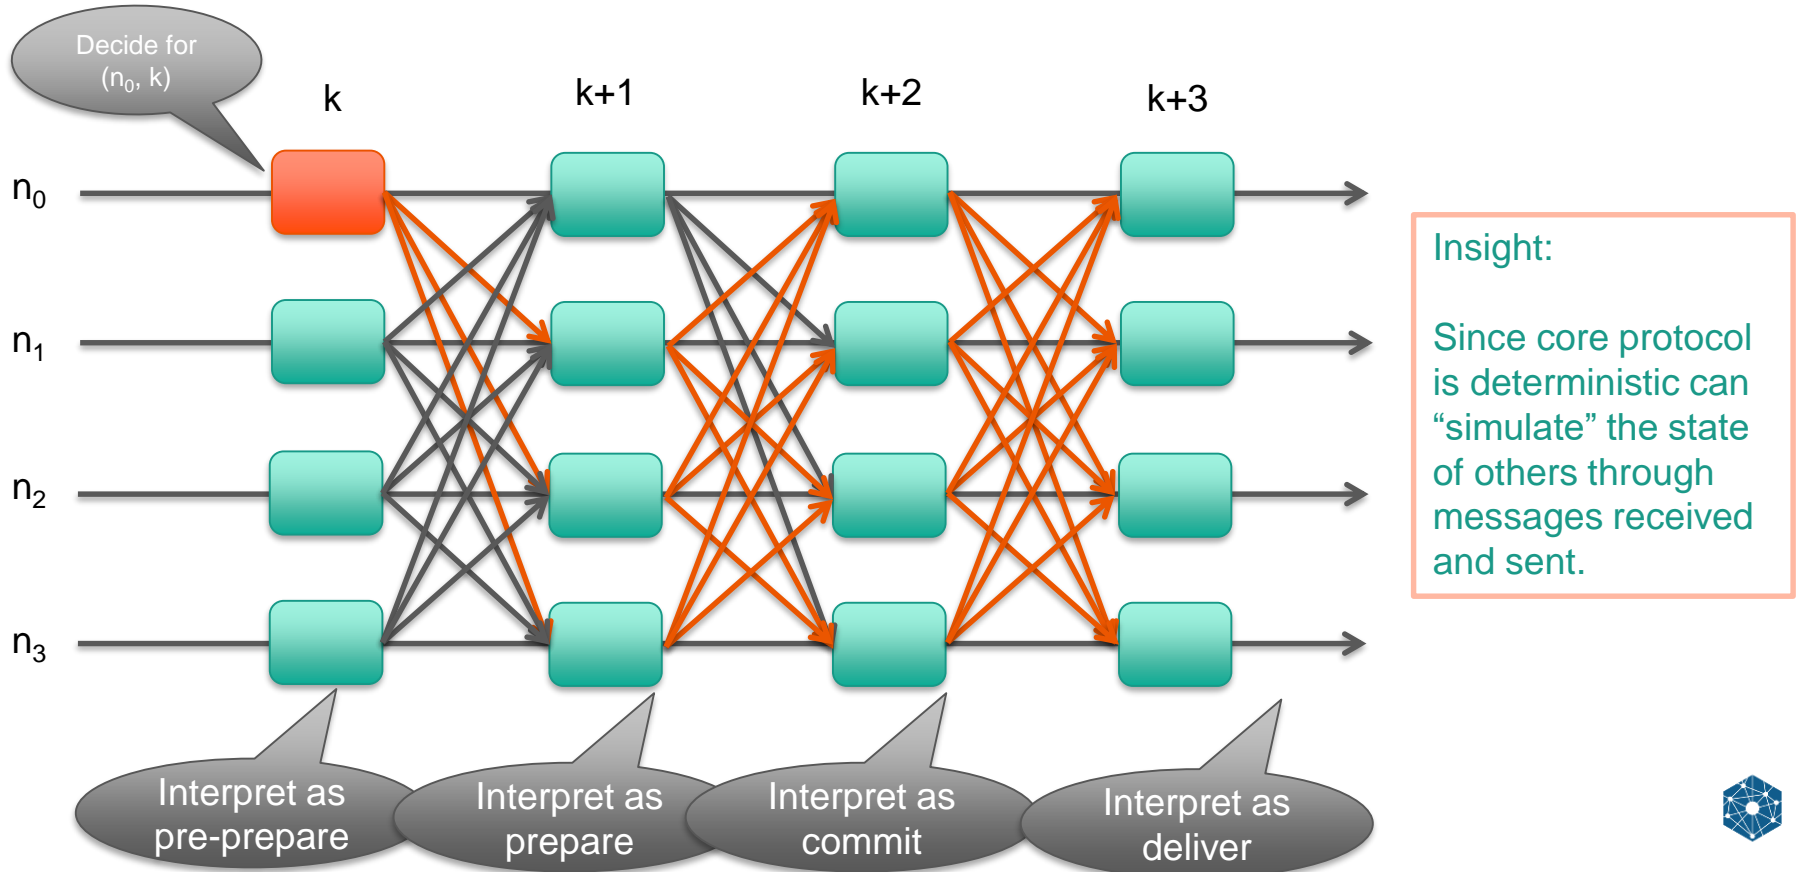 Decide for
(n₀, k)
k
k+1
k+2
k+3
n₀
n₁
n₂
n₃
Insight:
Since core protocol
is deterministic can
“simulate” the state
of others through
messages received
and sent.
Interpret as
pre-prepare
Interpret as
prepare
Interpret as
commit
Interpret as
deliver